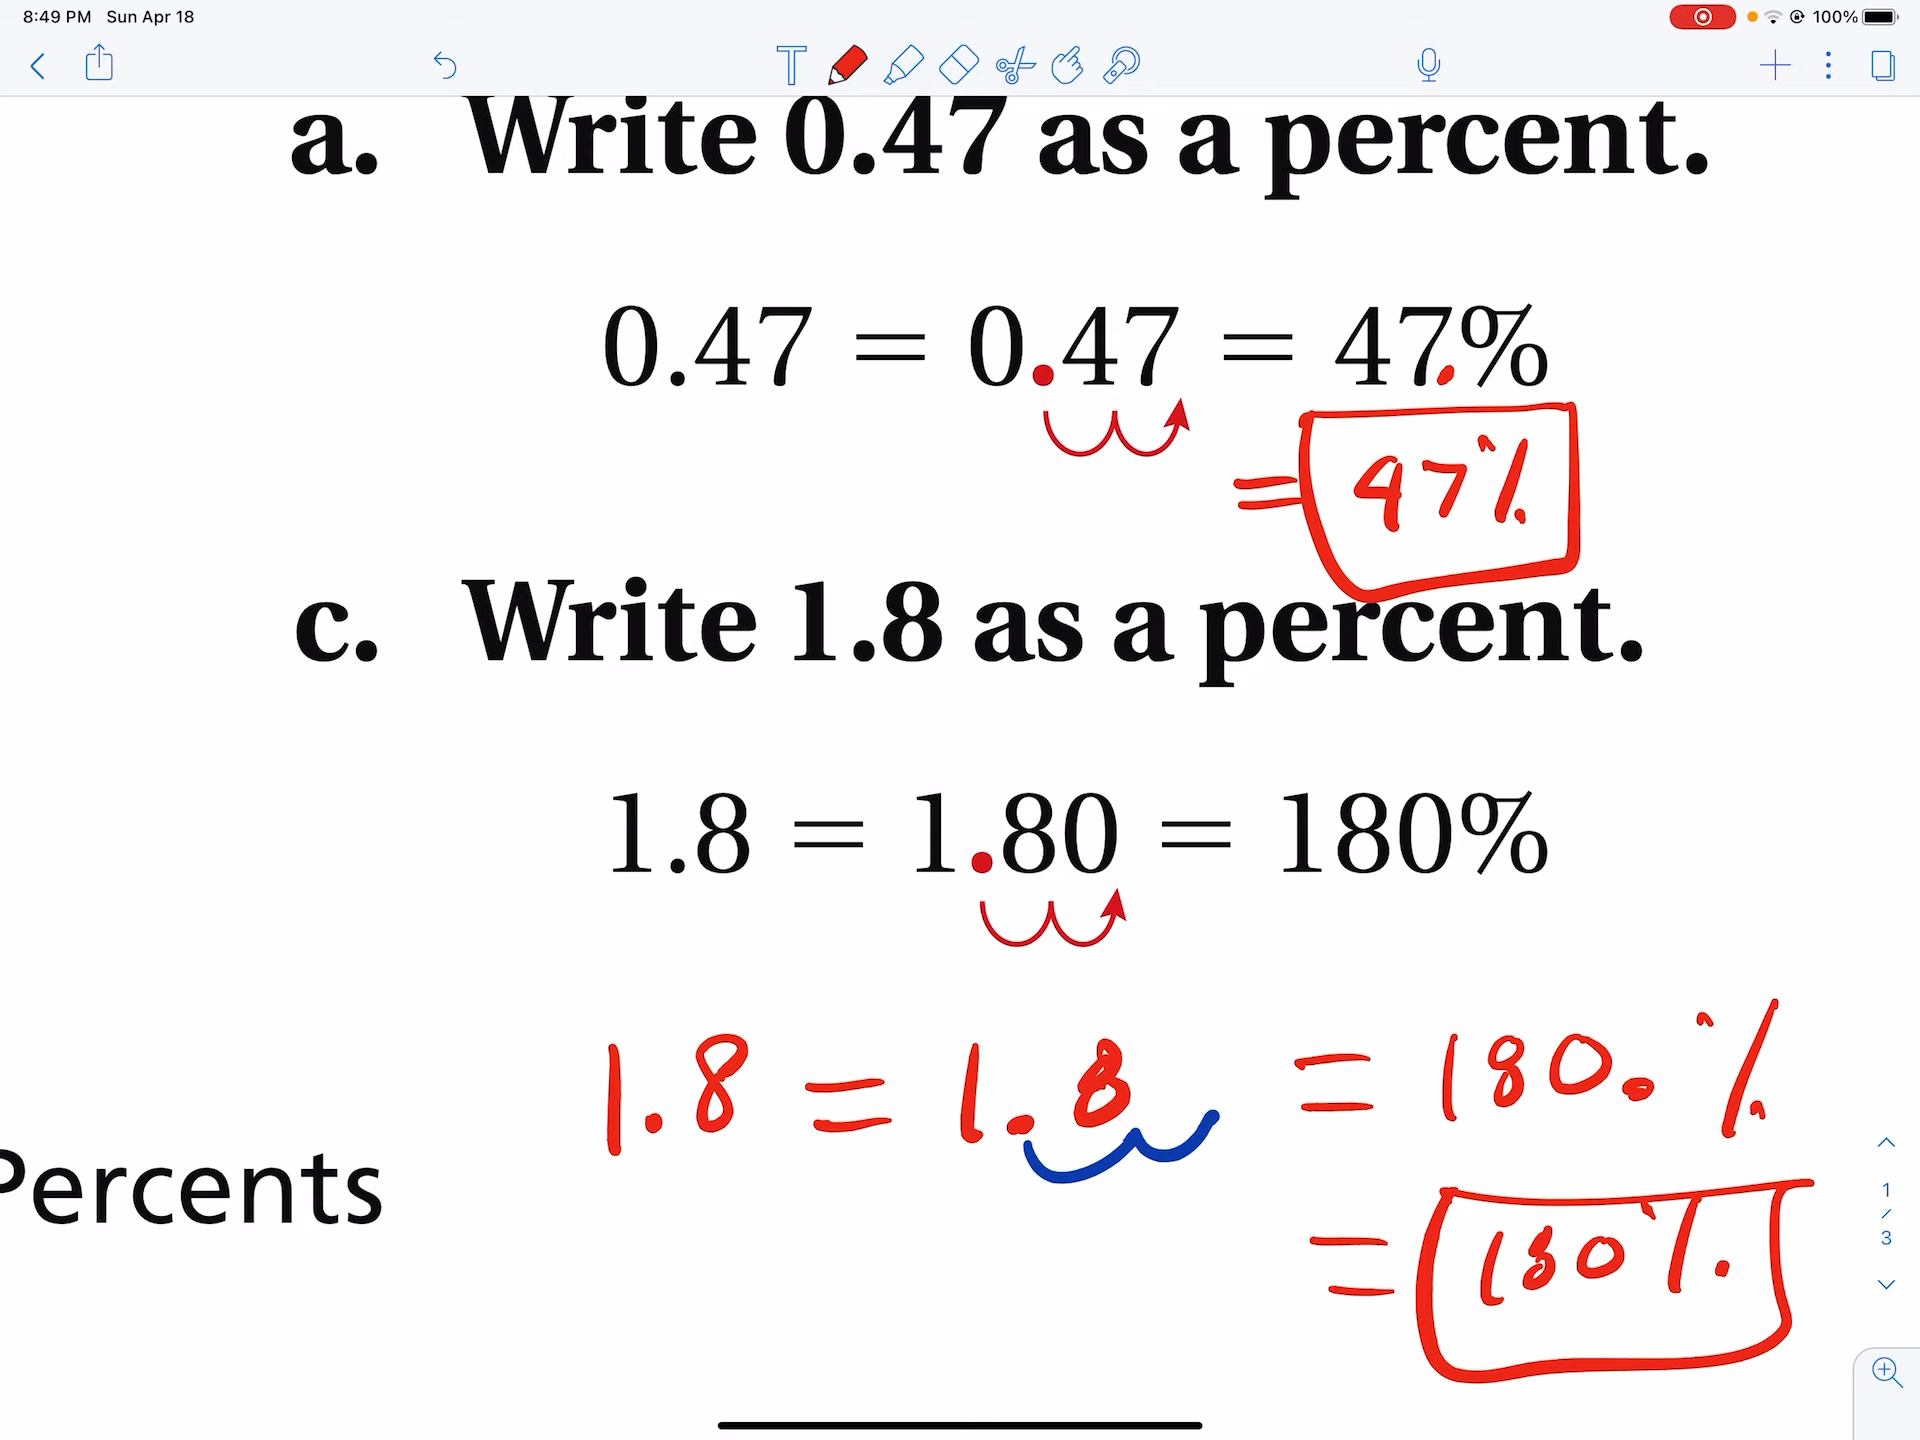 8:49 PM Sun Apr 18
100%
T
a. Write 0.47 as a percent.
0.47 = 0.47 = 47.%
= 47%
c. Write 1.8 as a percent.
1.8 = 1.80 = 180%
1.8 = 1.8 = 180.%
= 180%
Percents
1
/
3